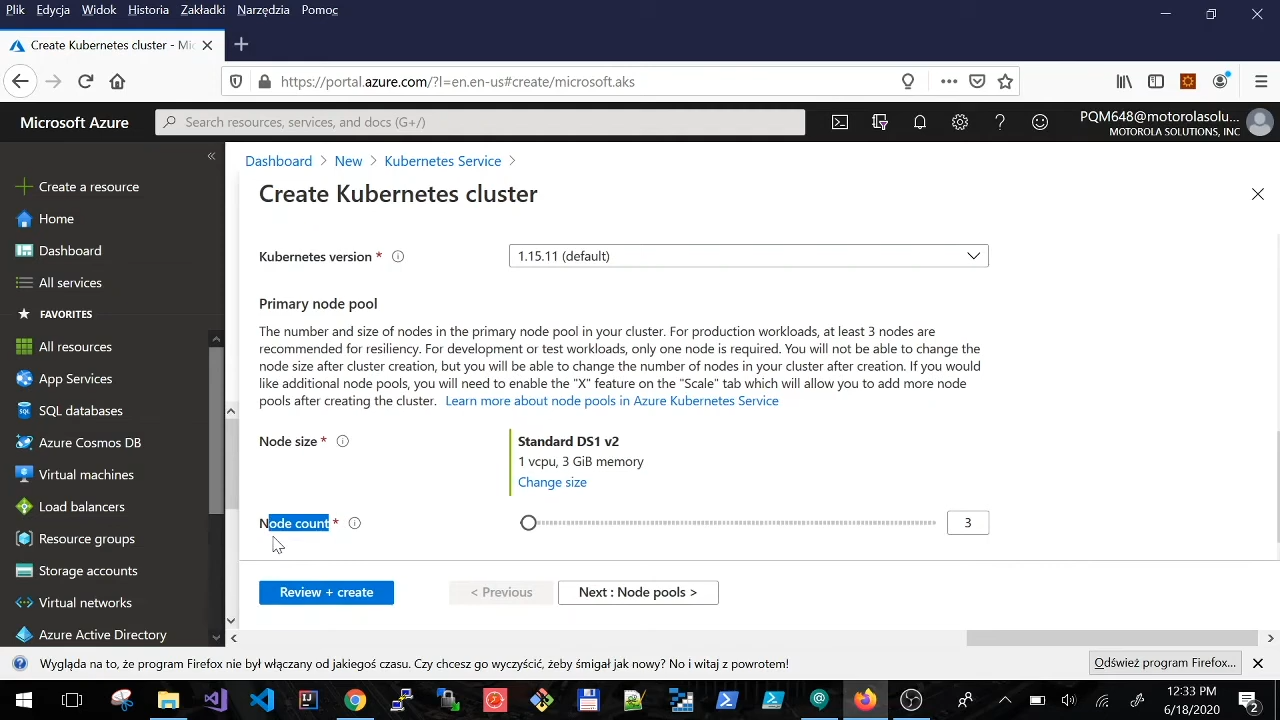 Plik Edycja Widok Historia Zakładki Narzędzia Pomoc
Create Kubernetes cluster - Mic
https://portal.azure.com/?l=en.en-us#create/microsoft.aks
Microsoft Azure
Search resources, services, and docs (G+/)
PQM648@motorolasolu...
MOTOROLA SOLUTIONS, INC
Create a resource
Home
Dashboard
All services
FAVORITES
All resources
App Services
SQL databases
Azure Cosmos DB
Virtual machines
Load balancers
Resource groups
Storage accounts
Virtual networks
Azure Active Directory
Dashboard > New > Kubernetes Service >
Create Kubernetes cluster
Kubernetes version *
1.15.11 (default)
Primary node pool
The number and size of nodes in the primary node pool in your cluster. For production workloads, at least 3 nodes are
recommended for resiliency. For development or test workloads, only one node is required. You will not be able to change the
node size after cluster creation, but you will be able to change the number of nodes in your cluster after creation. If you would
like additional node pools, you will need to enable the "X" feature on the "Scale" tab which will allow you to add more node
pools after creating the cluster. Learn more about node pools in Azure Kubernetes Service
Node size *
Standard DS1 v2
1 vcpu, 3 GiB memory
Change size
Node count *
3
Review + create
< Previous
Next : Node pools >
Wygląda na to, że program Firefox nie był włączany od jakiegoś czasu. Czy chcesz go wyczyścić, żeby śmigał jak nowy? No i witaj z powrotem!
Odśwież program Firefox...
12:33 PM
6/18/2020
2